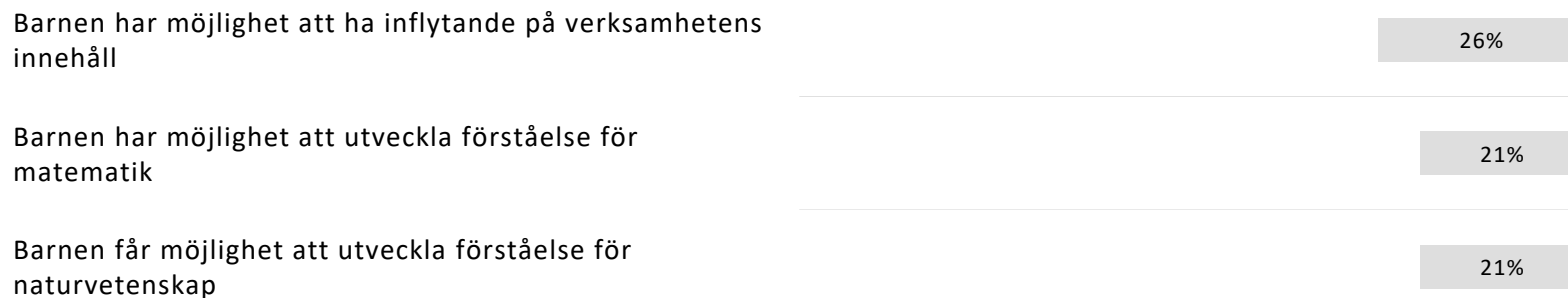 Barnen har möjlighet att ha inflytande på verksamhetens
innehåll
26%
Barnen har möjlighet att utveckla förståelse för
matematik
21%
Barnen får möjlighet att utveckla förståelse för
naturvetenskap
21%